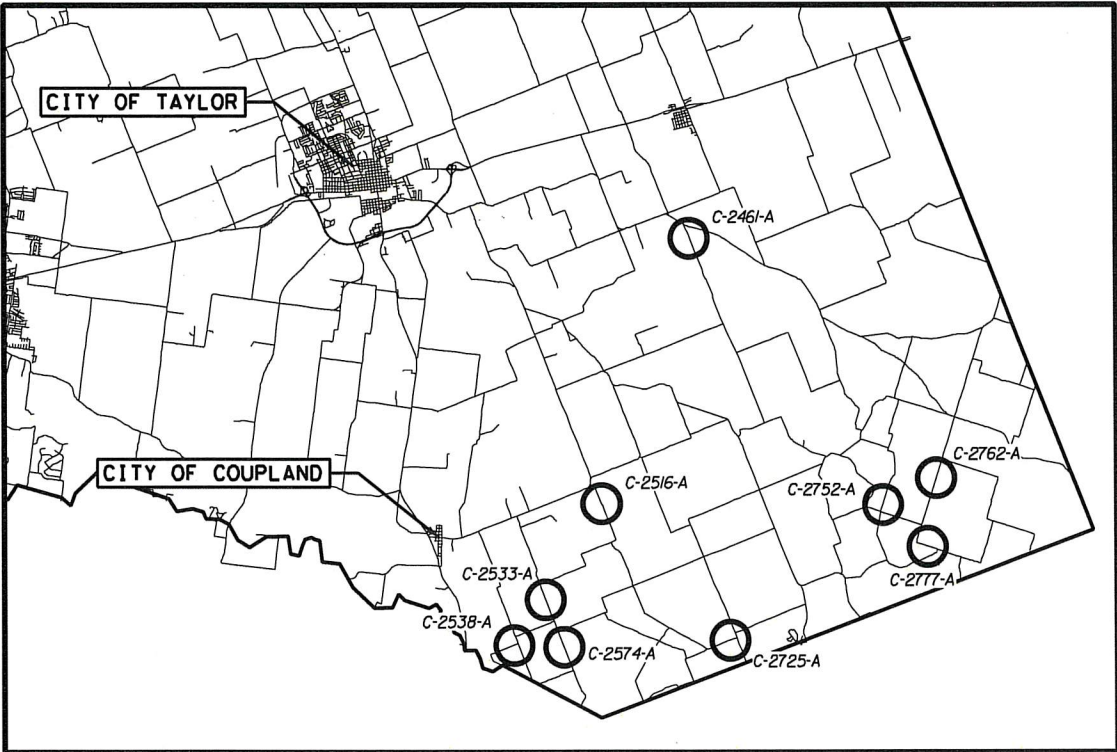 CITY OF TAYLOR
C-2461-A
C-2762-A
CITY OF COUPLAND
C-2516-A
C-2752-A
C-2533-A
C-2777-A
C-2538-A
C-2574-A
C-2725-A